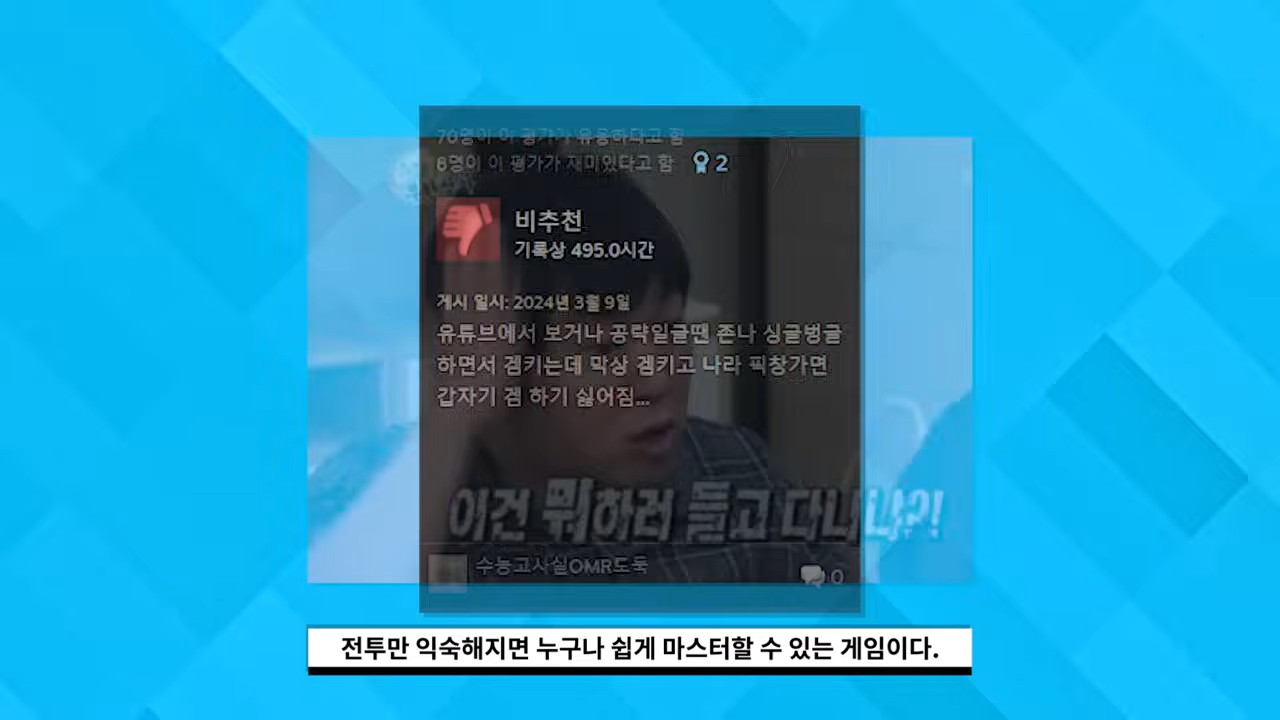 70명이 이 평가가 유용하다고 함
8명이 이 평가가 재미있다고 함 2
비추천
기록상 495.0시간
게시 일시: 2024년 3월 9일
유튜브에서 보거나 공략일글땐 존나 싱글벙글
하면서 겜키는데 막상 겜키고 나라 픽창가면
갑자기 겜 하기 싫어짐...
이건 뭐하러 들고 다니냐?!
수능고사실OMR도둑
0
전투만 익숙해지면 누구나 쉽게 마스터할 수 있는 게임이다.